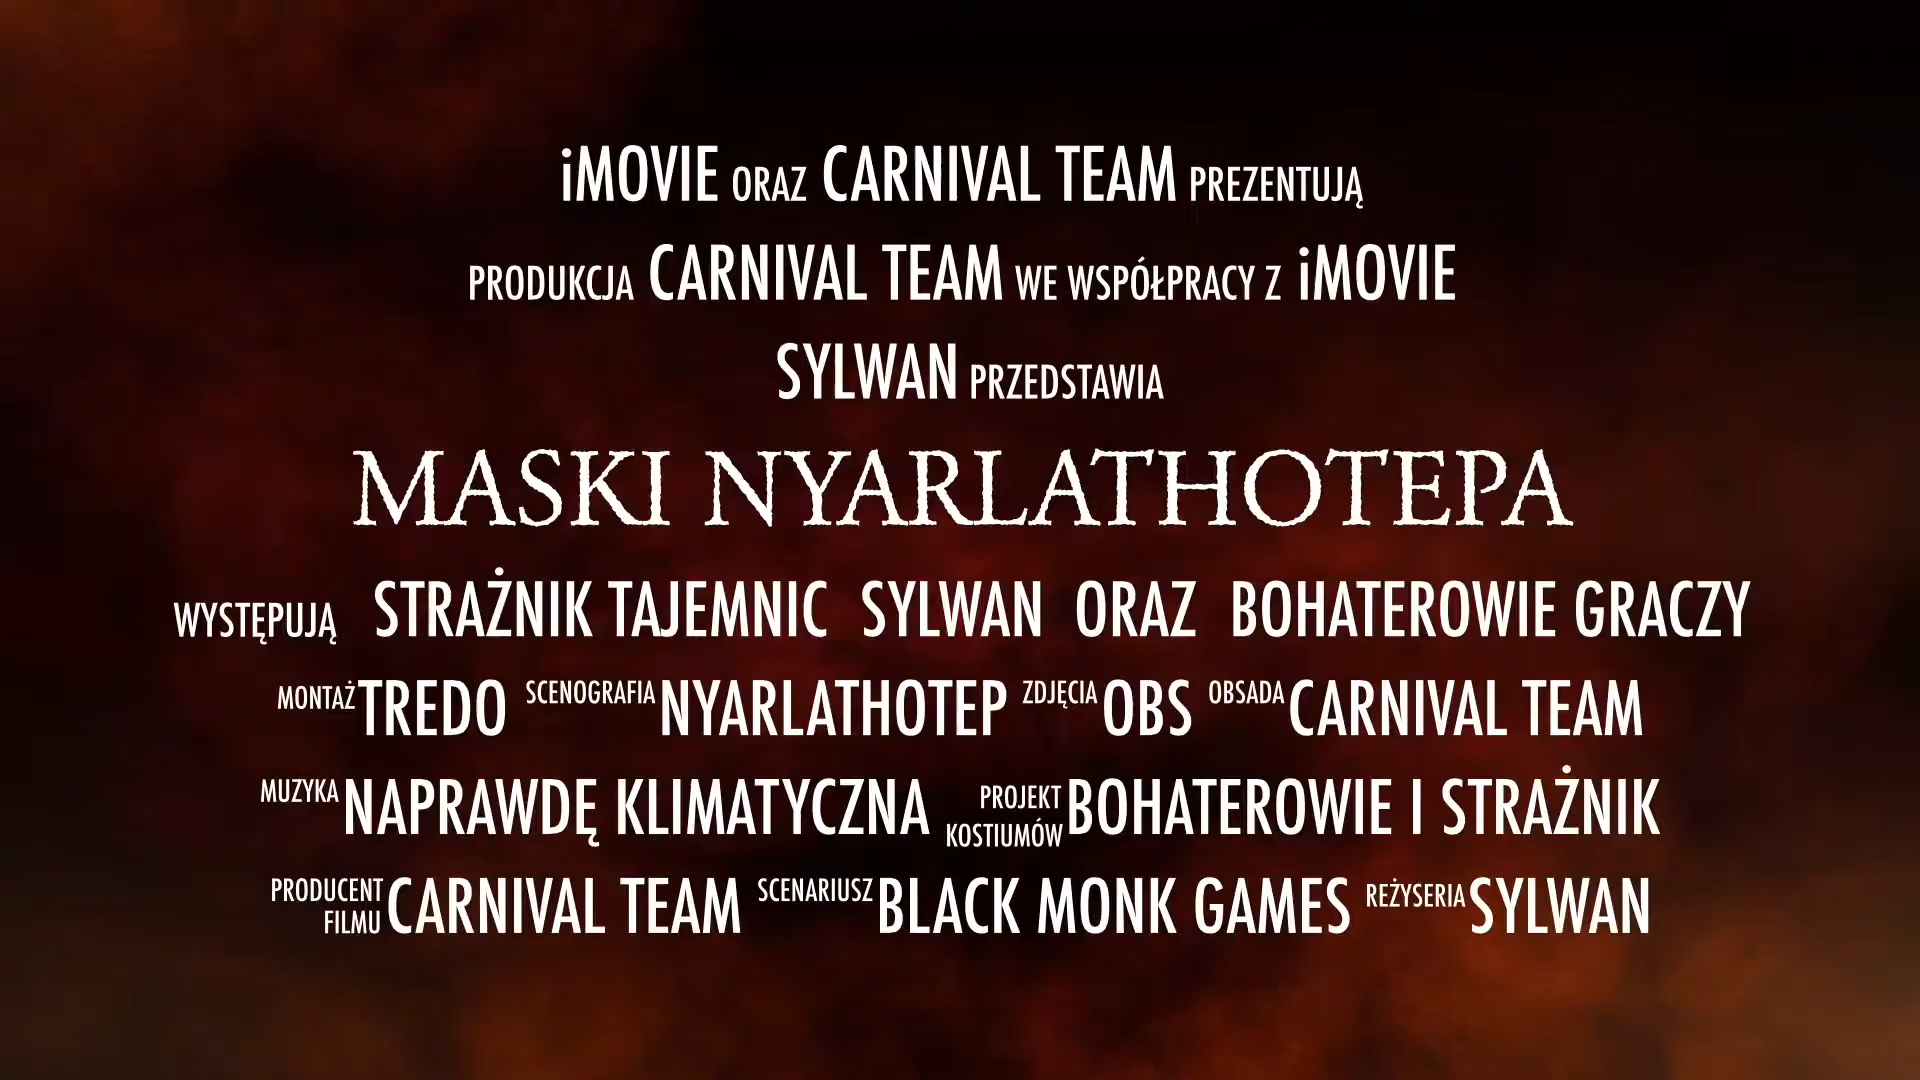 iMOVIE ORAZ CARNIVAL TEAM PREZENTUJĄ
PRODUKCJA CARNIVAL TEAM WE WSPÓŁPRACY Z iMOVIE
SYLWAN PRZEDSTAWIA
MASKI NYARLATHOTEPA
WYSTĘPUJĄ STRAŻNIK TAJEMNIC SYLWAN ORAZ BOHATEROWIE GRACZY
MONTAŻ TREDO SCENOGRAFIA NYARLATHOTEP ZDJĘCIA OBS OBSADA CARNIVAL TEAM
MUZYKA NAPRAWDĘ KLIMATYCZNA PROJEKT KOSTIUMÓW BOHATEROWIE I STRAŻNIK
PRODUCENT FILMU CARNIVAL TEAM SCENARIUSZ BLACK MONK GAMES REŻYSERIA SYLWAN